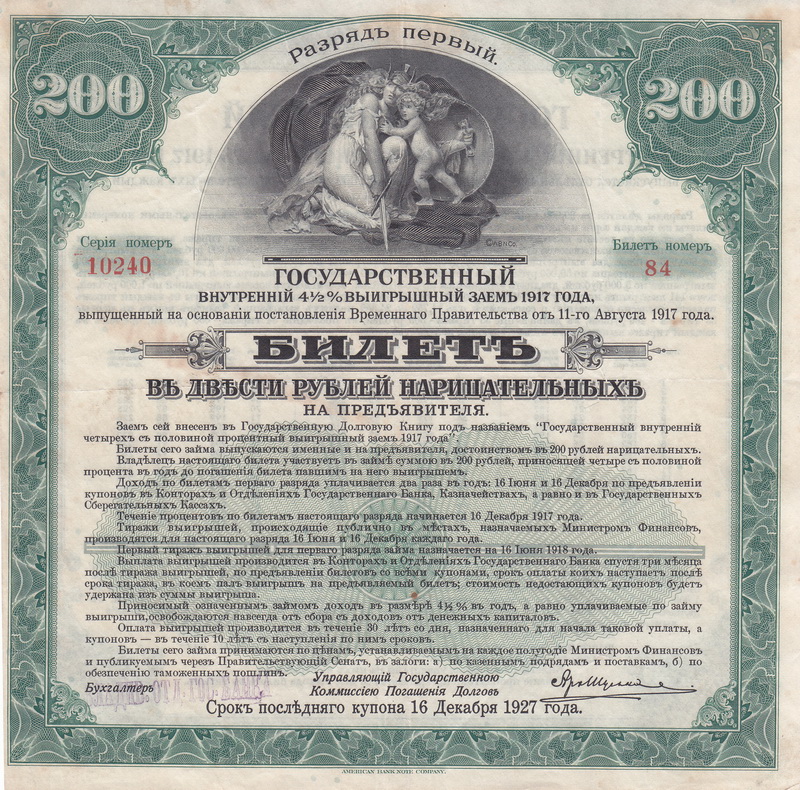 Разрядъ первый.
200
200
Серія номеръ
10240
Билетъ номеръ
84
ГОСУДАРСТВЕННЫЙ
ВНУТРЕННІЙ 4½% ВЫИГРЫШНЫЙ ЗАЕМЪ 1917 ГОДА,
выпущенный на основаніи постановленія Временнаго Правительства отъ 11-го Августа 1917 года.
БИЛЕТЪ
ВЪ ДВѢСТИ РУБЛЕЙ НАРИЦАТЕЛЬНЫХЪ
НА ПРЕДЪЯВИТЕЛЯ.
Заем сей внесенъ въ Государственную Долговую Книгу подъ названіемъ "Государственный внутренній
четырехъ съ половиной процентный выигрышный заемъ 1917 года".
Билеты сего займа выпускаются именные и на предъявителя, достоинствомъ въ 200 рублей нарицательныхъ.
Владѣлецъ настоящаго билета участвуетъ въ займѣ суммою въ 200 рублей, приносящей четыре съ половиной
процента въ годъ до погашенія билета павшимъ на него выигрышемъ.
Доходъ по билетамъ перваго разряда уплачивается два раза въ годъ: 16 Іюня и 16 Декабря по предъявленіи
купоновъ въ Конторахъ и Отдѣленіяхъ Государственнаго Банка, Казначействахъ, а равно и въ Государственныхъ
Сберегательныхъ Кассахъ.
Теченіе процентовъ по билетамъ настоящаго разряда начинается 16 Декабря 1917 года.
Тиражи выигрышей, происходящіе публично въ мѣстахъ, назначаемыхъ Министромъ Финансовъ,
производятся для настоящаго разряда 16 Іюня и 16 Декабря каждаго года.
Первый тиражъ выигрышей для перваго разряда займа назначается на 16 Іюня 1918 года.
Выплата выигрышей производится въ Конторахъ и Отдѣленіяхъ Государственнаго Банка спустя три мѣсяца
послѣ тиража выигрышей, по предъявленіи билетовъ со всѣми купонами, срокъ оплаты коихъ наступаетъ послѣ
срока тиража, въ коемъ палъ выигрышъ на предъявляемый билетъ; стоимость недостающихъ купоновъ будетъ
удержана изъ суммы выигрыша.
Приносимый означеннымъ займомъ доходъ въ размѣрѣ 4½% въ годъ, а равно уплачиваемые по займу
выигрыши, освобождаются навсегда отъ сбора съ доходовъ отъ денежныхъ капиталовъ.
Оплата выигрышей производится въ теченіе 30 лѣтъ со дня, назначеннаго для начала таковой уплаты, а
купоновъ — въ теченіе 10 лѣтъ съ наступленія по нимъ сроковъ.
Билеты сего займа принимаются по цѣнамъ, устанавливаемымъ на каждое полугодіе Министромъ Финансовъ
и публикуемымъ черезъ Правительствующій Сенатъ, въ залоги: а) по казеннымъ подрядамъ и поставкамъ, б) по
обезпеченію таможенныхъ пошлинъ.
Бухгалтеръ
Управляющій Государственною
Коммиссіею Погашенія Долговъ
Срокъ послѣдняго купона 16 Декабря 1927 года.
AMERICAN BANK NOTE COMPANY.